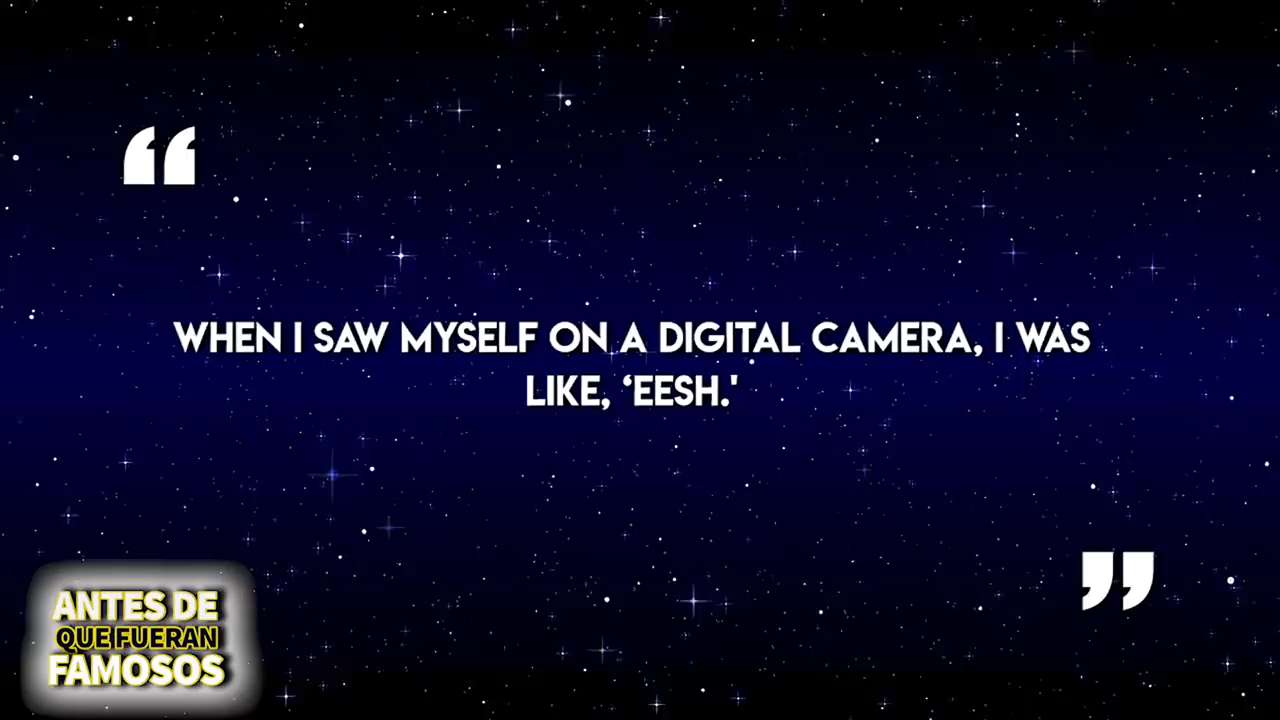 “
WHEN I SAW MYSELF ON A DIGITAL CAMERA, I WAS
LIKE, ‘EESH.'
”
ANTES DE
QUE FUERAN
FAMOSOS